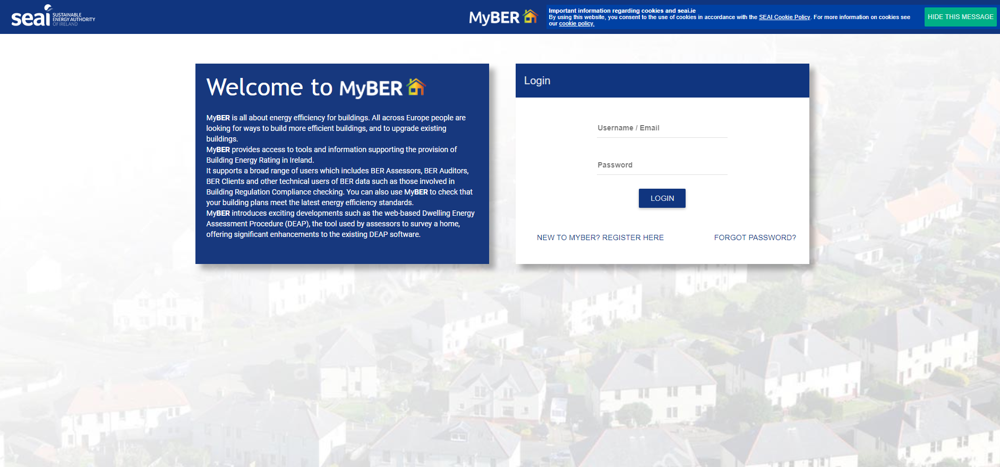 seai SUSTAINABLE
ENERGY AUTHORITY
OF IRELAND
MyBER
Important information regarding cookies and seai.ie
By using this website, you consent to the use of cookies in accordance with the SEAI Cookie Policy. For more information on cookies see
our cookie policy.
HIDE THIS MESSAGE
Welcome to MyBER
MyBER is all about energy efficiency for buildings. All across Europe people are
looking for ways to build more efficient buildings, and to upgrade existing
buildings.
MyBER provides access to tools and information supporting the provision of
Building Energy Rating in Ireland.
It supports a broad range of users which includes BER Assessors, BER Auditors,
BER Clients and other technical users of BER data such as those involved in
Building Regulation Compliance checking. You can also use MyBER to check that
your building plans meet the latest energy efficiency standards.
MyBER introduces exciting developments such as the web-based Dwelling Energy
Assessment Procedure (DEAP), the tool used by assessors to survey a home,
offering significant enhancements to the existing DEAP software.
Login
Username / Email
Password
LOGIN
NEW TO MYBER? REGISTER HERE
FORGOT PASSWORD?